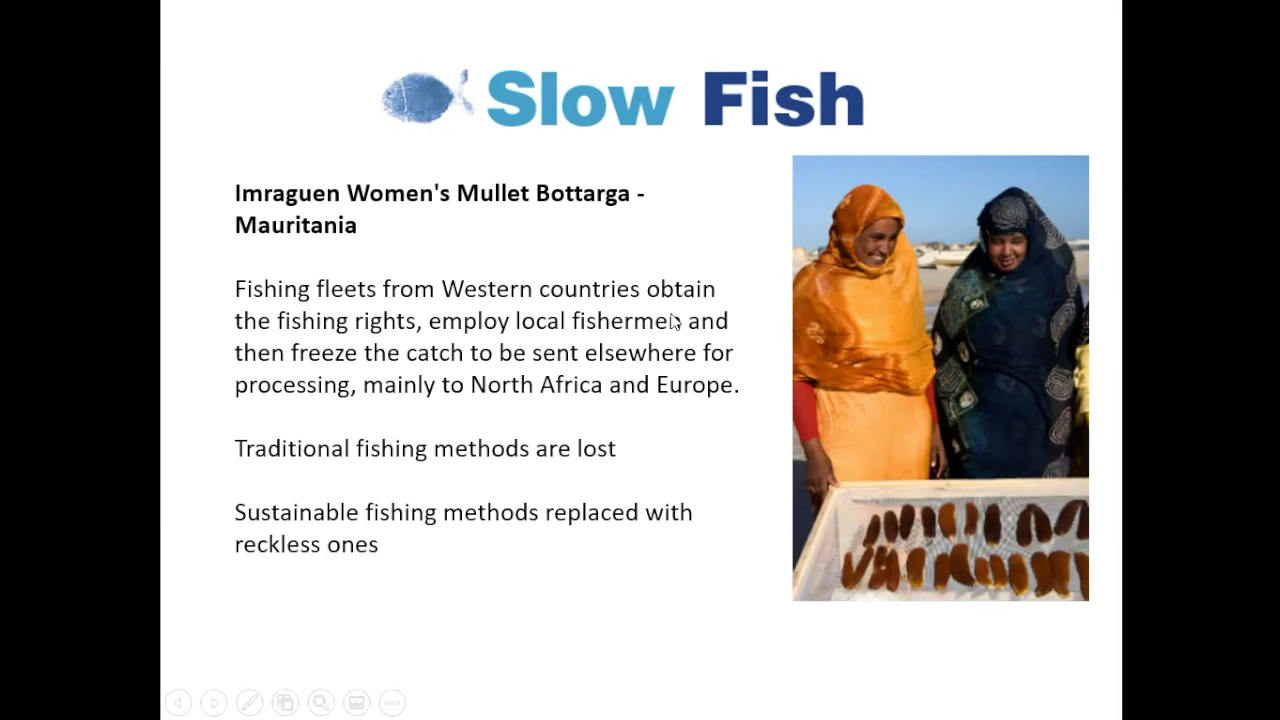 Slow Fish
Imraguen Women's Mullet Bottarga -
Mauritania
Fishing fleets from Western countries obtain
the fishing rights, employ local fishermen and
then freeze the catch to be sent elsewhere for
processing, mainly to North Africa and Europe.
Traditional fishing methods are lost
Sustainable fishing methods replaced with
reckless ones